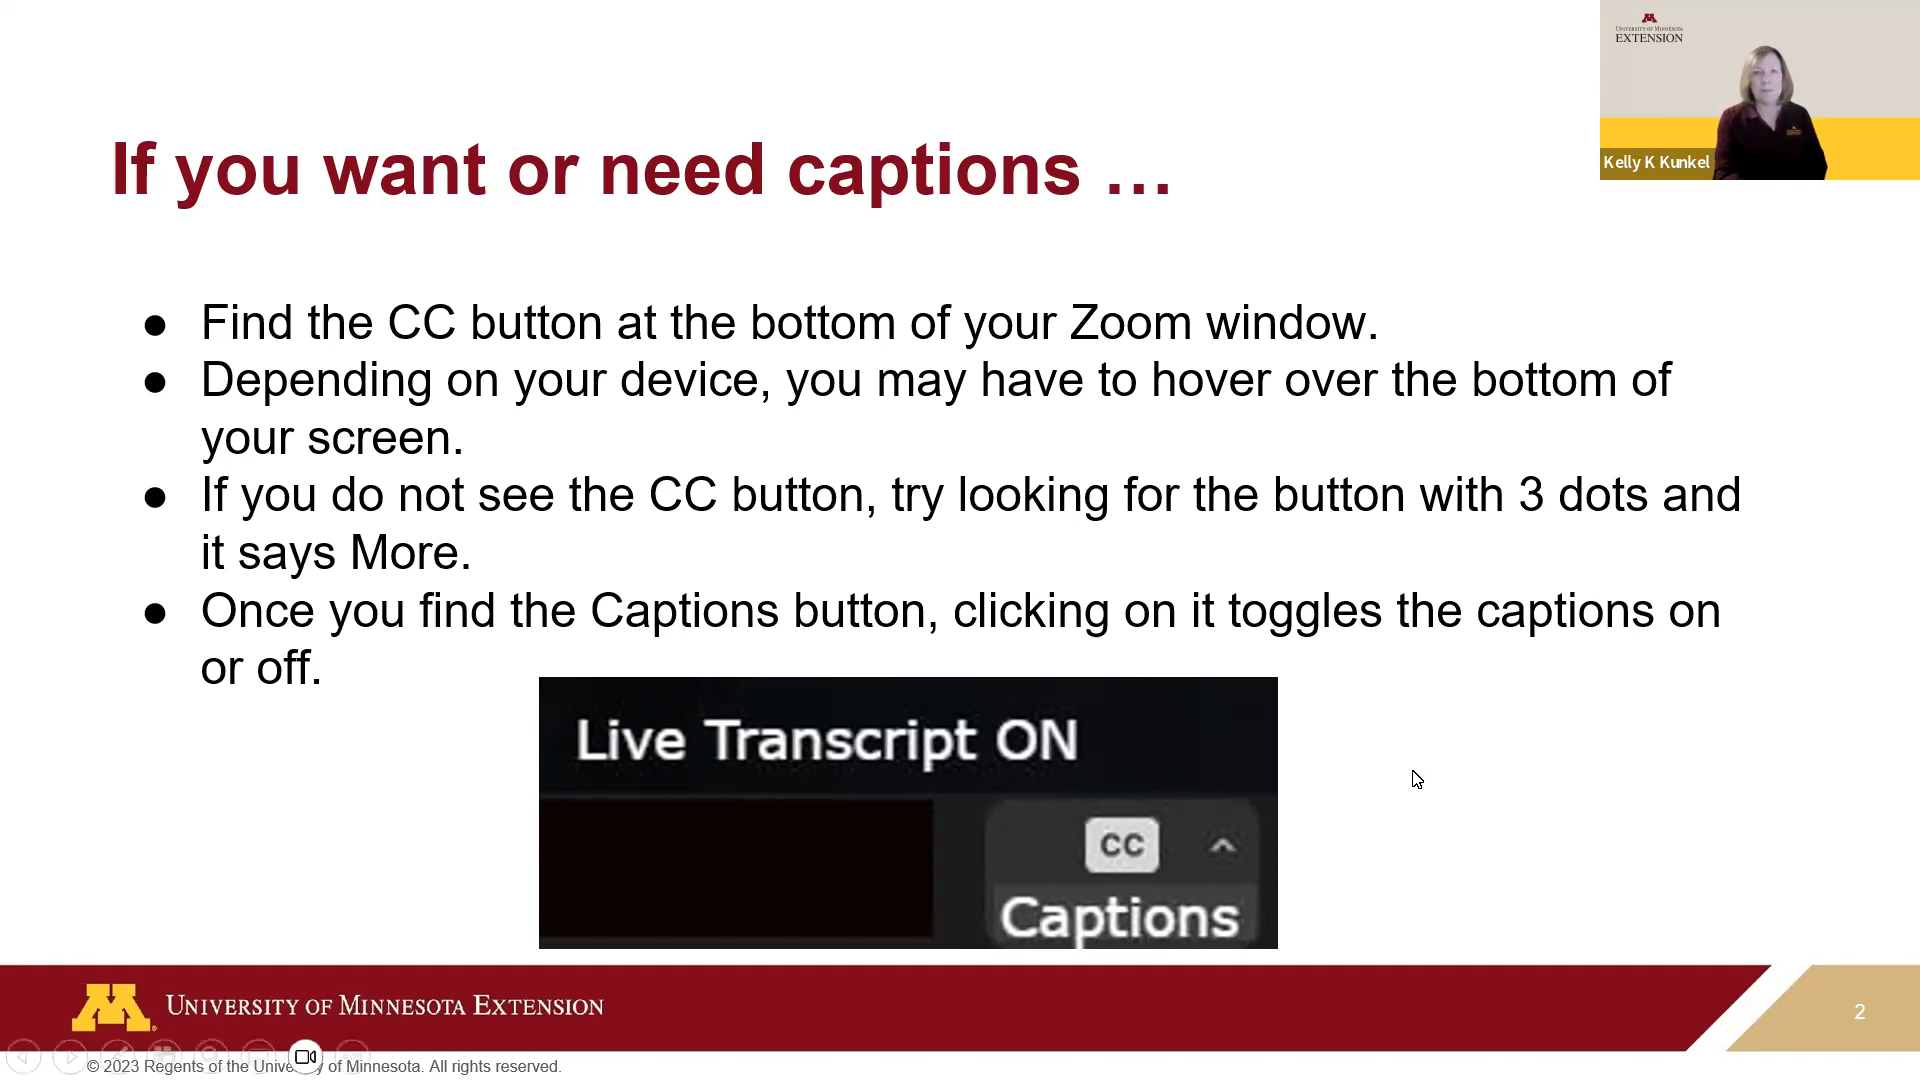 UNIVERSITY OF MINNESOTA
EXTENSION
Kelly K Kunkel
If you want or need captions …
● Find the CC button at the bottom of your Zoom window.
● Depending on your device, you may have to hover over the bottom of
your screen.
● If you do not see the CC button, try looking for the button with 3 dots and
it says More.
● Once you find the Captions button, clicking on it toggles the captions on
or off.
Live Transcript ON
CC
Captions
UNIVERSITY OF MINNESOTA EXTENSION
2
© 2023 Regents of the University of Minnesota. All rights reserved.